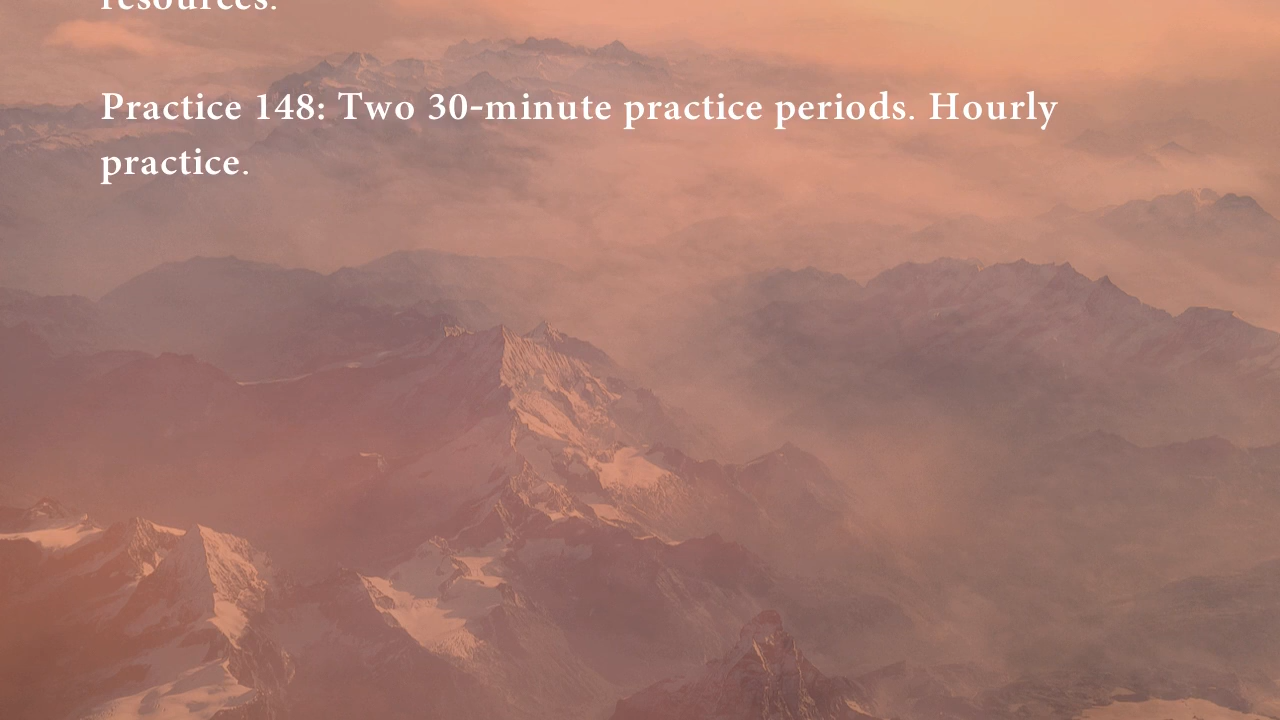 resources.
Practice 148: Two 30-minute practice periods. Hourly
practice.